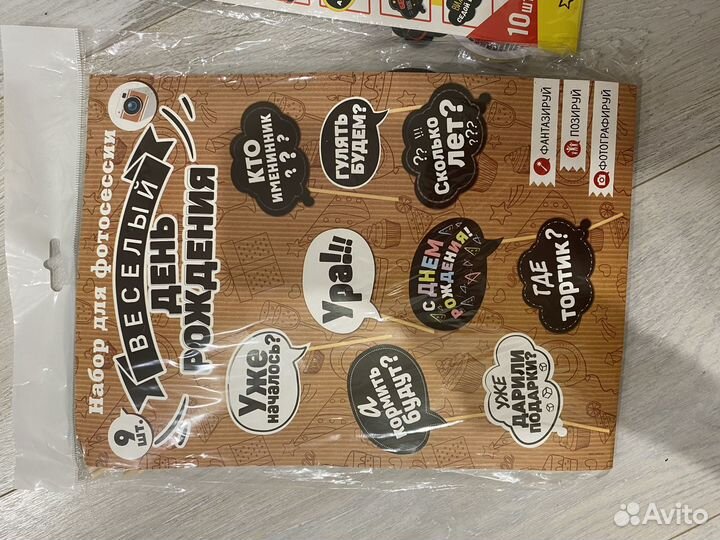 Набор для фотосессии
ВЕСЕЛЫЙ
ДЕНЬ
РОЖДЕНИЯ
9
шт.
КТО
ИМЕНИННИК
? ? ?
ГУЛЯТЬ
БУДЕМ?
?? !!!
Сколько
ЛЕТ?
???
Ура!!!
С ДНЕМ
РОЖДЕНИЯ!
ГДЕ
ТОРТИК?
Уже
началось?
а
кормить
будут?
УЖЕ
ДАРИЛИ
ПОДАРКИ?
ФАНТАЗИРУЙ
ПОЗИРУЙ
ФОТОГРАФИРУЙ
10 шт
Avito